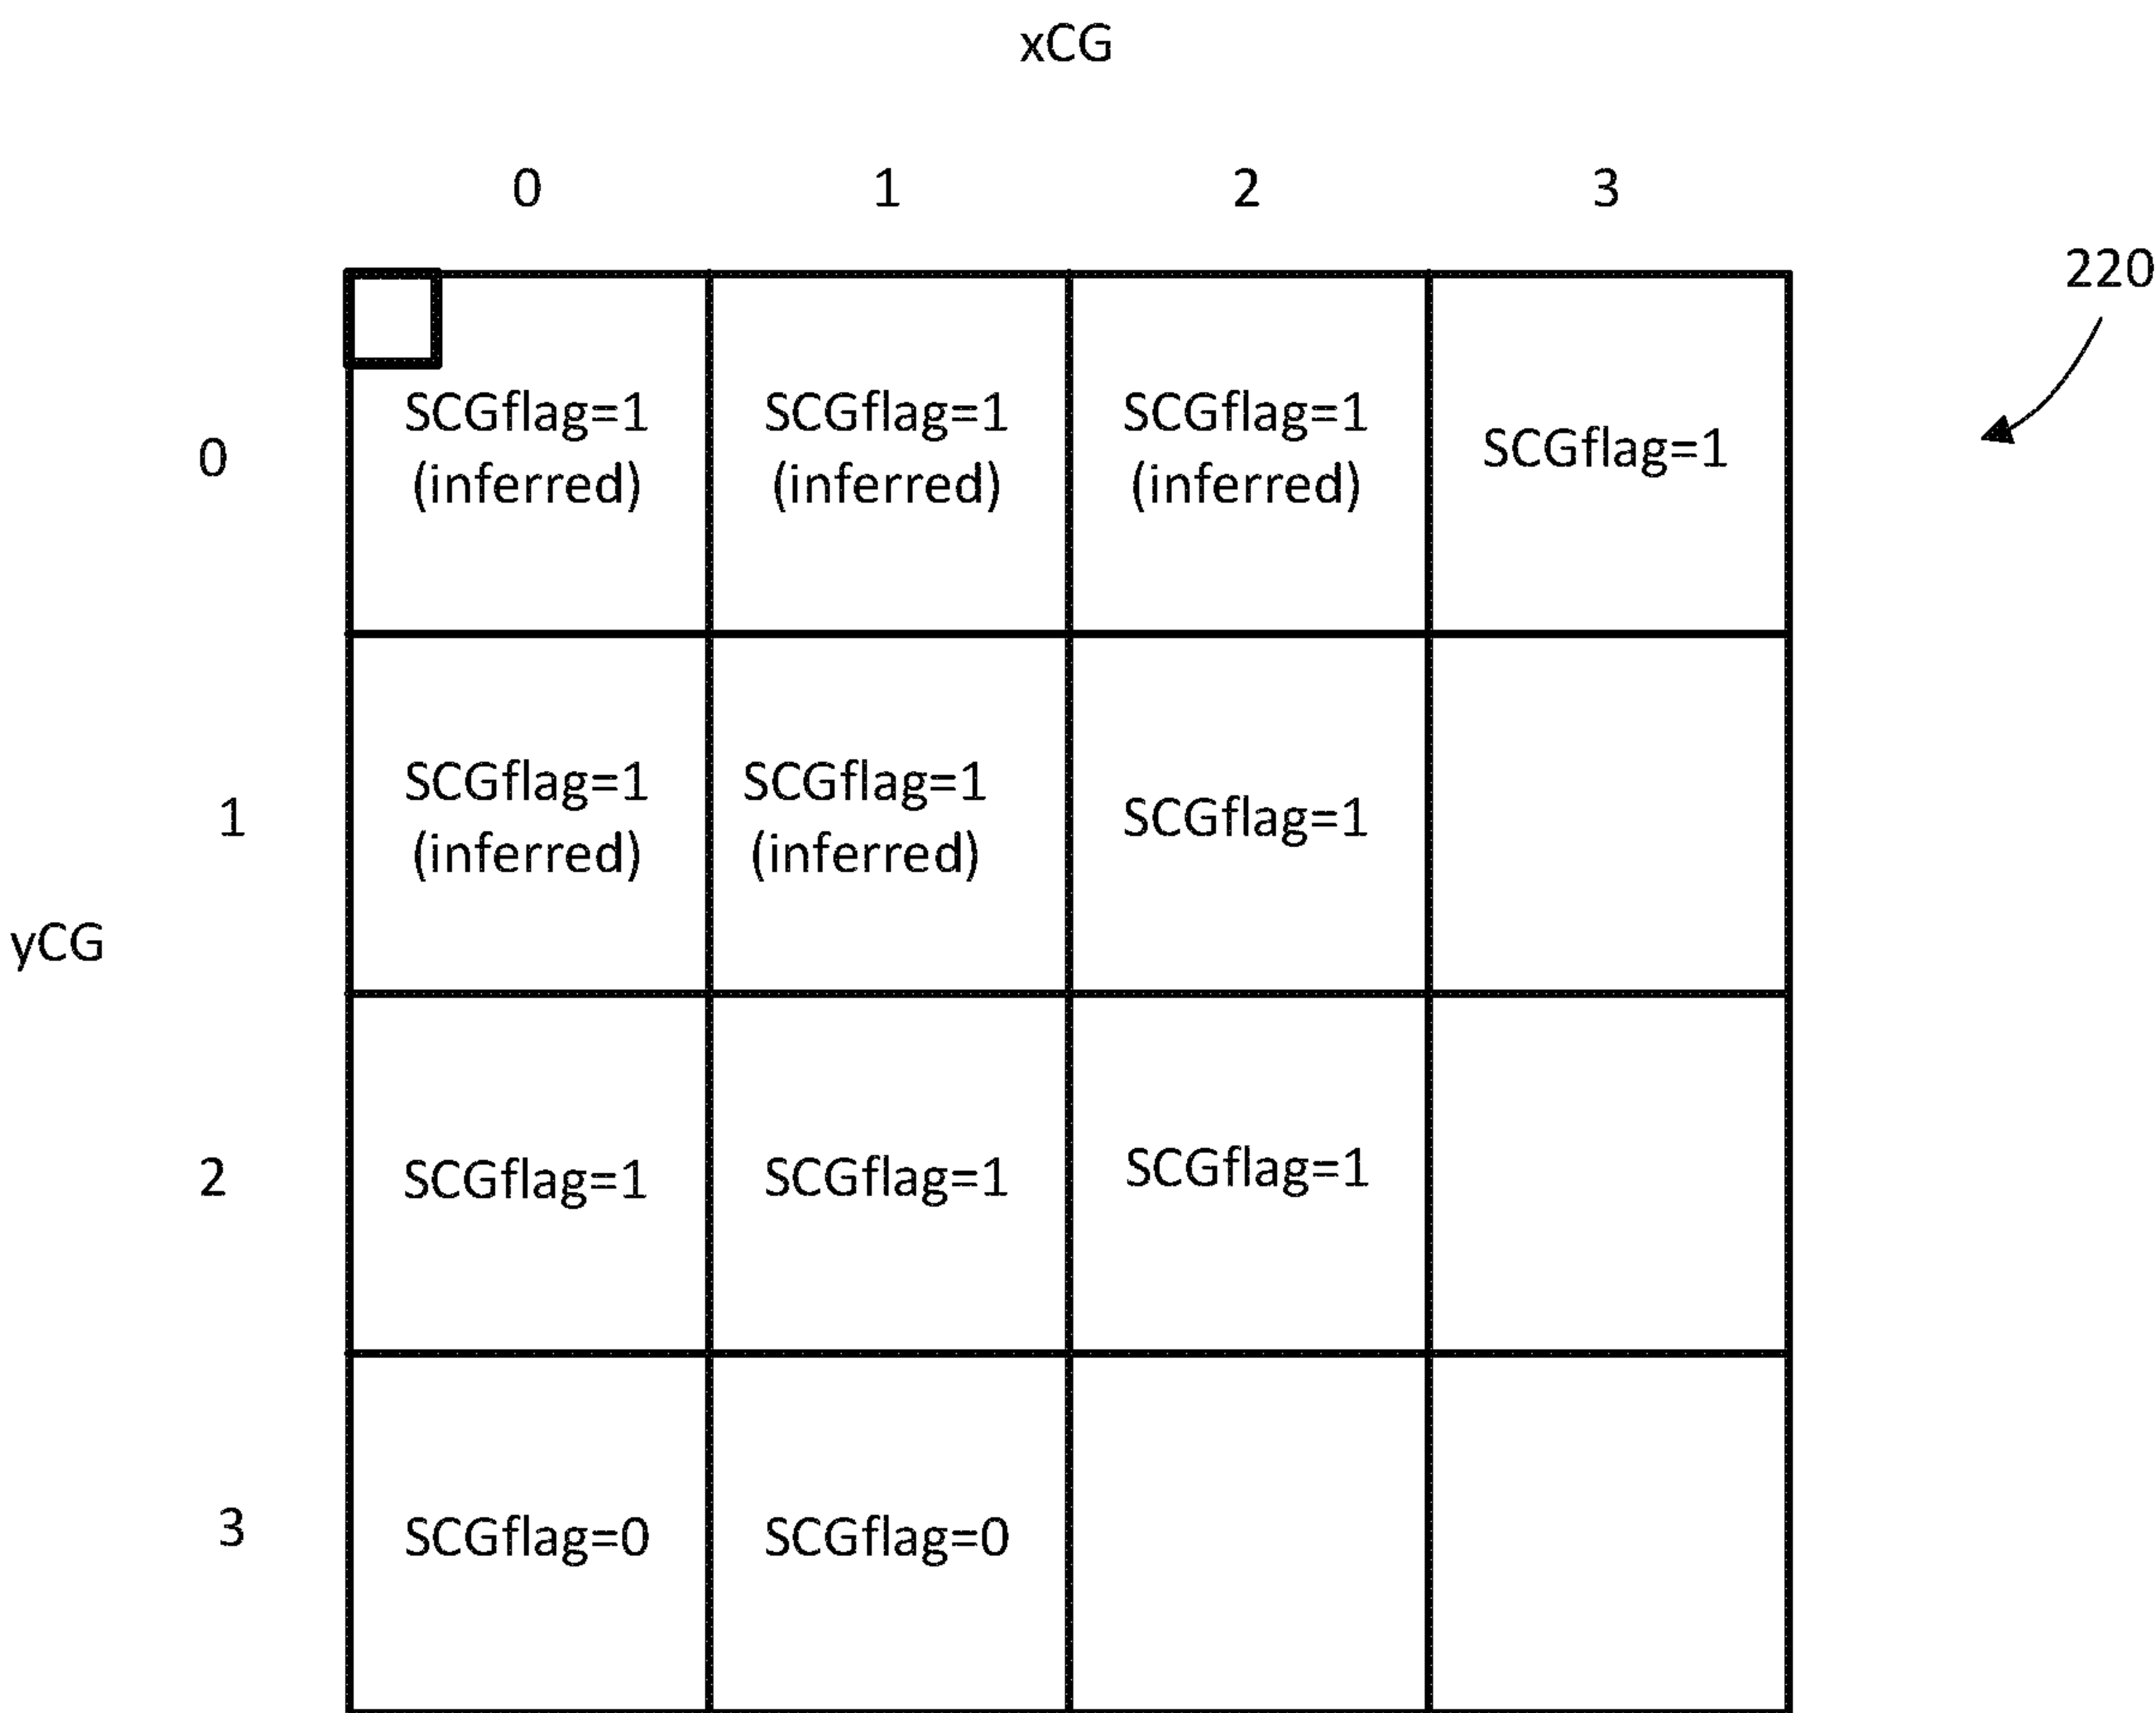 xCG
0 1 2 3
220
0
SCGflag=1 SCGflag=1 SCGflag=1 SCGflag=1
(inferred) (inferred) (inferred)
1
SCGflag=1 SCGflag=1 SCGflag=1
(inferred) (inferred)
yCG
2
SCGflag=1 SCGflag=1 SCGflag=1
3
SCGflag=0 SCGflag=0